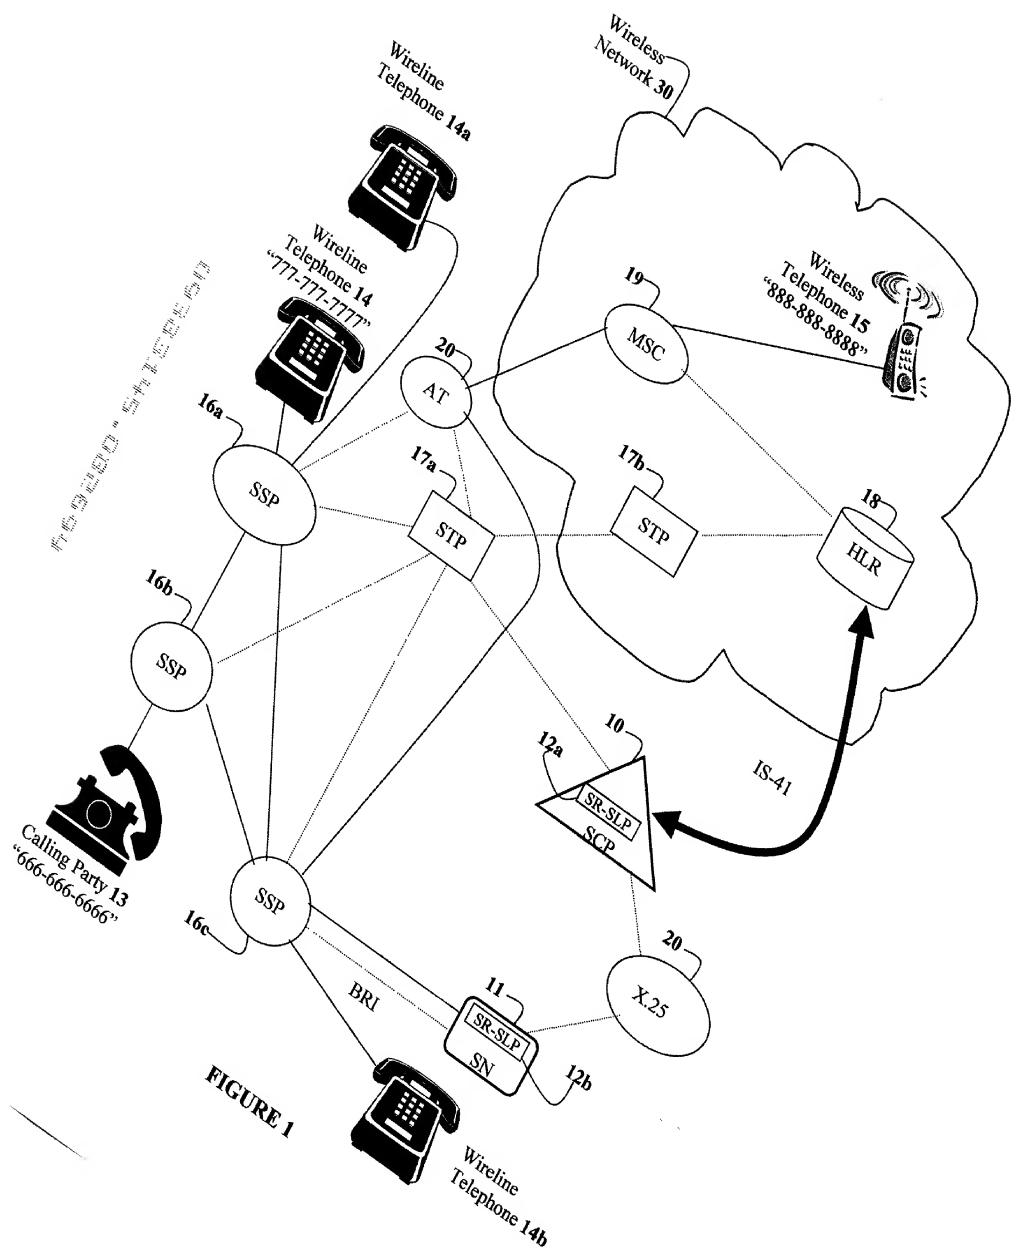 Wireless
Network 30
Wireline
Telephone 14a
Wireline
Telephone 14
“777-777-7777”
Wireless
Telephone 15
“888-888-8888”
19
MSC
20
AT
16a
SSP
17a
STP
17b
STP
18
HLR
16b
SSP
10
12a
SR-SLP
SCP
IS-41
Calling Party 13
“666-666-6666”
SSP
16c
20
X.25
BRI
11
SR-SLP
SN
12b
FIGURE 1
Wireline
Telephone 14b